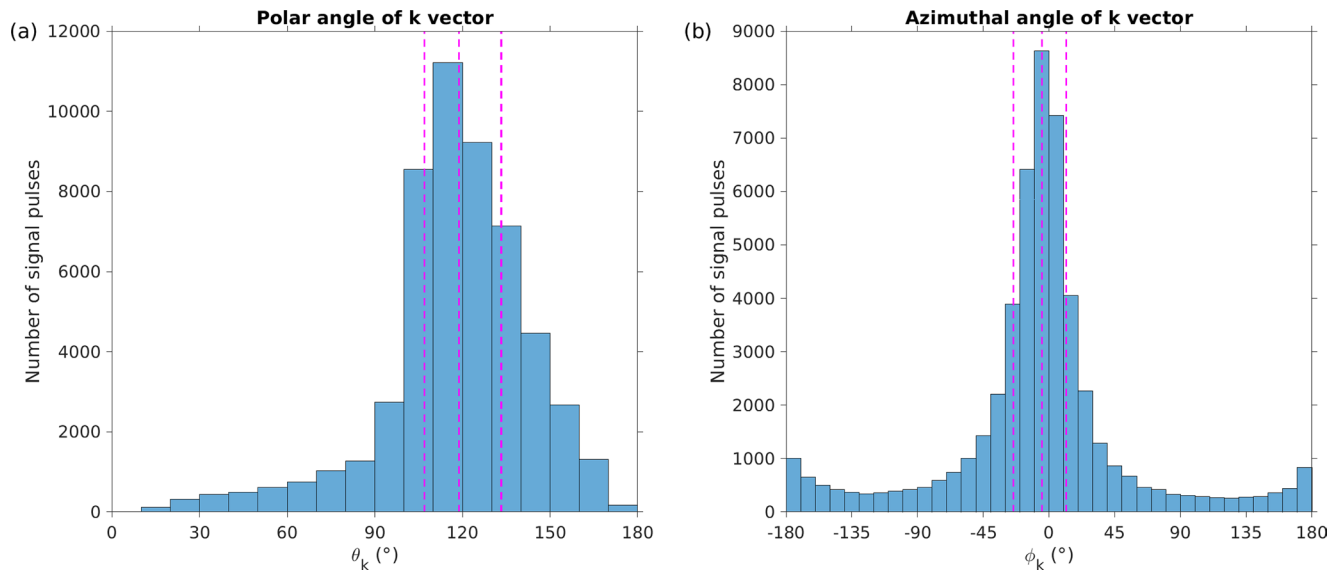 (a)
Polar angle of k vector
12000
10000
8000
6000
4000
2000
0
Number of signal pulses
0 30 60 90 120 150 180
θk (°)
(b)
Azimuthal angle of k vector
9000
8000
7000
6000
5000
4000
3000
2000
1000
0
Number of signal pulses
-180 -135 -90 -45 0 45 90 135 180
ϕk (°)